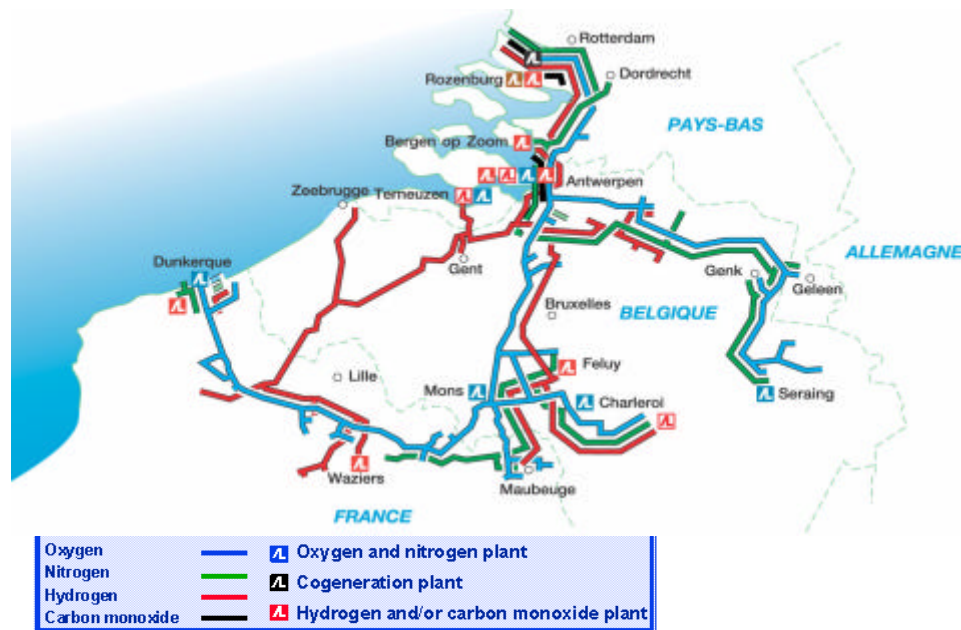 Rotterdam
Rozenburg
Dordrecht
PAYS-BAS
Bergen op Zoom
Antwerpen
Zeebrugge
Terneuzen
ALLEMAGNE
Dunkerque
Gent
Genk
Geleen
Bruxelles
BELGIQUE
Lille
Feluy
Mons
Charleroi
Seraing
Waziers
Maubeuge
FRANCE
Oxygen
Oxygen and nitrogen plant
Nitrogen
Cogeneration plant
Hydrogen
Hydrogen and/or carbon monoxide plant
Carbon monoxide